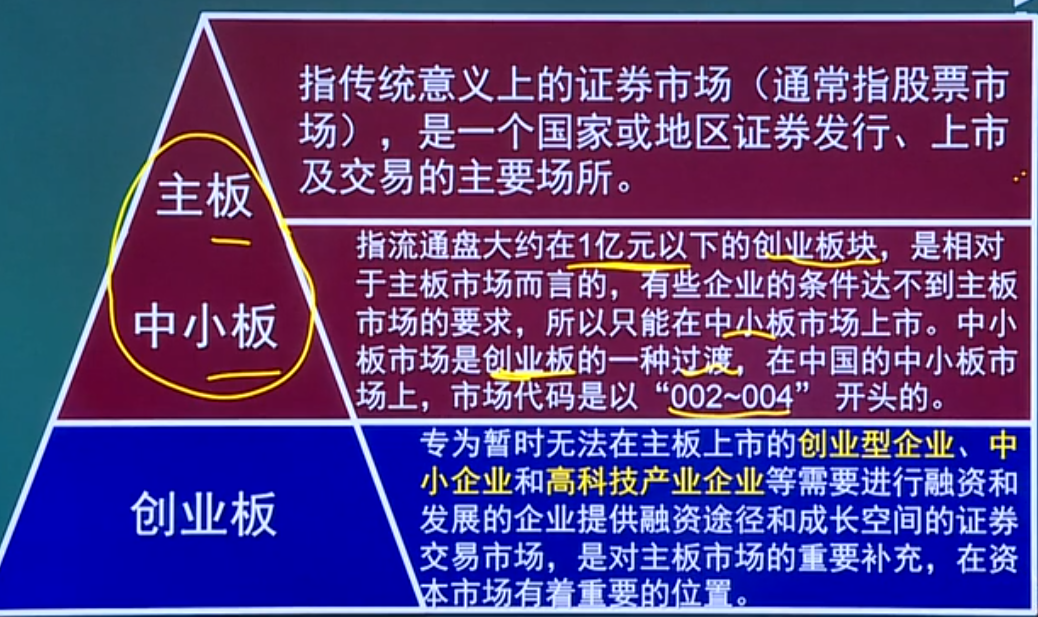 指传统意义上的证券市场（通常指股票市
场），是一个国家或地区证券发行、上市
及交易的主要场所。
主板
指流通盘大约在1亿元以下的创业板块，是相对
于主板市场而言的，有些企业的条件达不到主板
市场的要求，所以只能在中小板市场上市。中小
板市场是创业板的一种过渡，在中国的中小板市
场上，市场代码是以“002~004”开头的。
中小板
专为暂时无法在主板上市的创业型企业、中
小企业和高科技产业企业等需要进行融资和
发展的企业提供融资途径和成长空间的证券
交易市场，是对主板市场的重要补充，在资
本市场有着重要的位置。
创业板